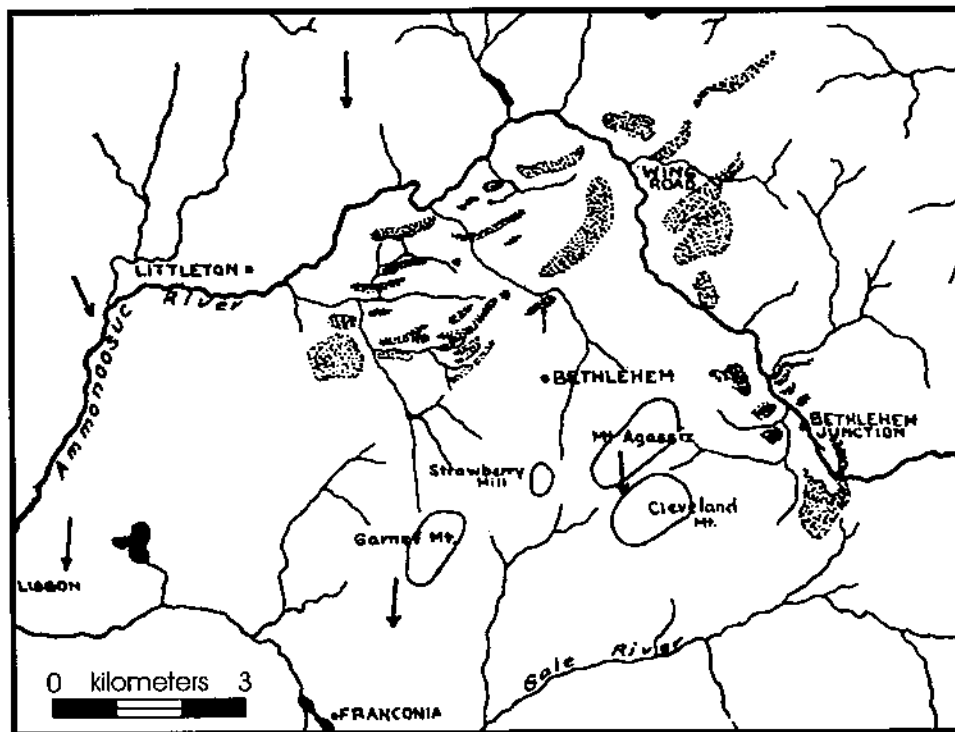 WING
ROAD
LITTLETON
River
Ammonoosuc
BETHLEHEM
Mt. Agassiz
BETHLEHEM
JUNCTION
Strawberry
Hill
Cleveland
Mt.
Garnet Mt.
LISBON
Gale River
0 kilometers 3
FRANCONIA